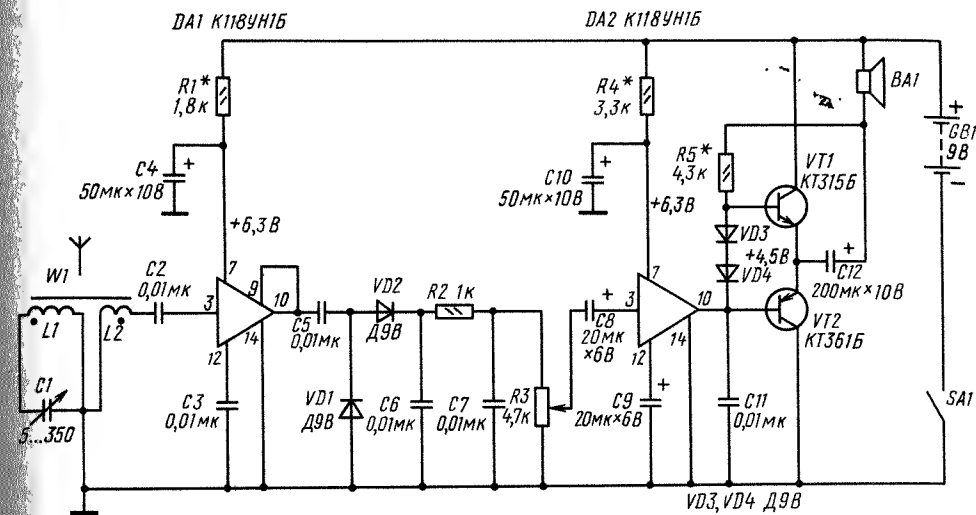 DA1 К118УН1Б
DA2 К118УН1Б
R1*
1,8к
C4
50мк×10В
+
+6,3В
R4*
3,3к
C10
50мк×10В
+
+6,3В
R5*
4,3к
VT1
КТ315Б
BA1
+
GB1
9В
–
VD3
+4,5В
VD4
C12
200мк×10В
+
VT2
КТ361Б
W1
L1
L2
C1
5...350
C2
0,01мк
3
7
9
10
12
14
C3
0,01мк
C5
0,01мк
VD2
Д9В
VD1
Д9В
R2 1к
C6
0,01мк
C7
0,01мк
R3
4,7к
+
C8
20мк
×6В
3
7
10
12
14
C9
20мк×6В
+
C11
0,01мк
SA1
VD3, VD4 Д9В